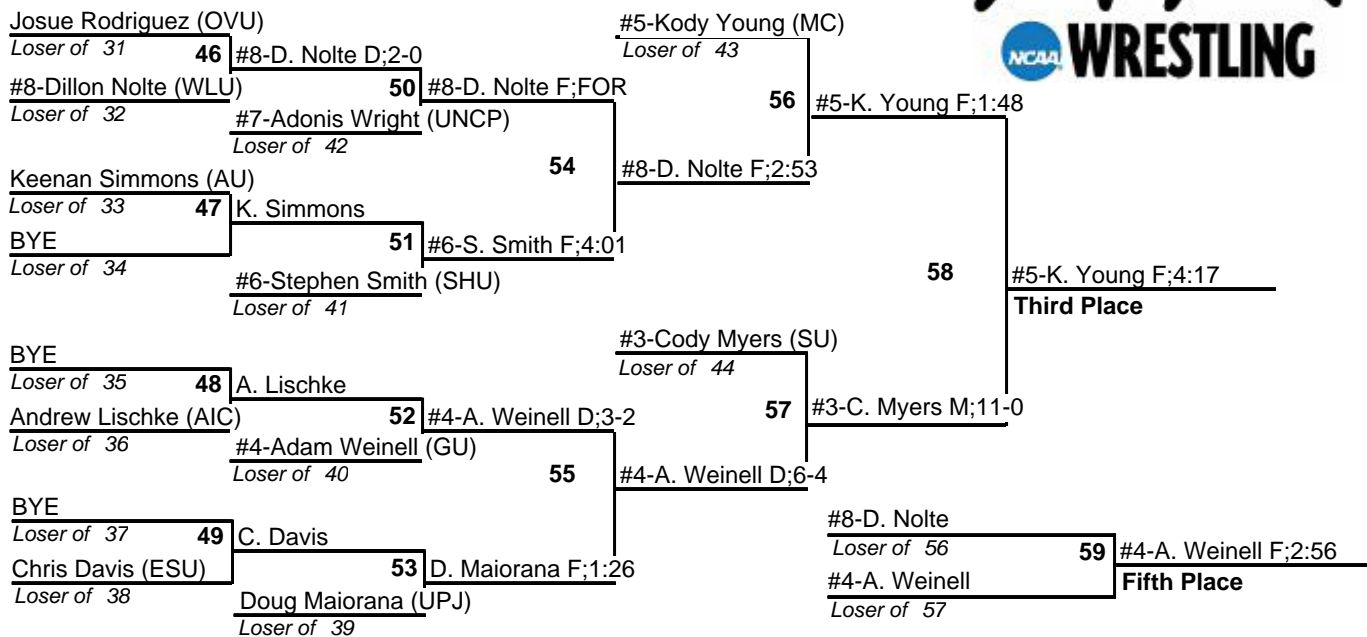 NCAA WRESTLING
Josue Rodriguez (OVU)
Loser of 31
46
#8-D. Nolte D;2-0
#8-Dillon Nolte (WLU)
Loser of 32
50
#8-D. Nolte F;FOR
#7-Adonis Wright (UNCP)
Loser of 42
Keenan Simmons (AU)
Loser of 33
47
K. Simmons
BYE
Loser of 34
51
#6-S. Smith F;4:01
#6-Stephen Smith (SHU)
Loser of 41
54
#8-D. Nolte F;2:53
#5-Kody Young (MC)
Loser of 43
56
#5-K. Young F;1:48
BYE
Loser of 35
48
A. Lischke
Andrew Lischke (AIC)
Loser of 36
52
#4-A. Weinell D;3-2
#4-Adam Weinell (GU)
Loser of 40
BYE
Loser of 37
49
C. Davis
Chris Davis (ESU)
Loser of 38
53
D. Maiorana F;1:26
Doug Maiorana (UPJ)
Loser of 39
55
#4-A. Weinell D;6-4
#3-Cody Myers (SU)
Loser of 44
57
#3-C. Myers M;11-0
58
#5-K. Young F;4:17
Third Place
#8-D. Nolte
Loser of 56
59
#4-A. Weinell F;2:56
#4-A. Weinell
Fifth Place
Loser of 57